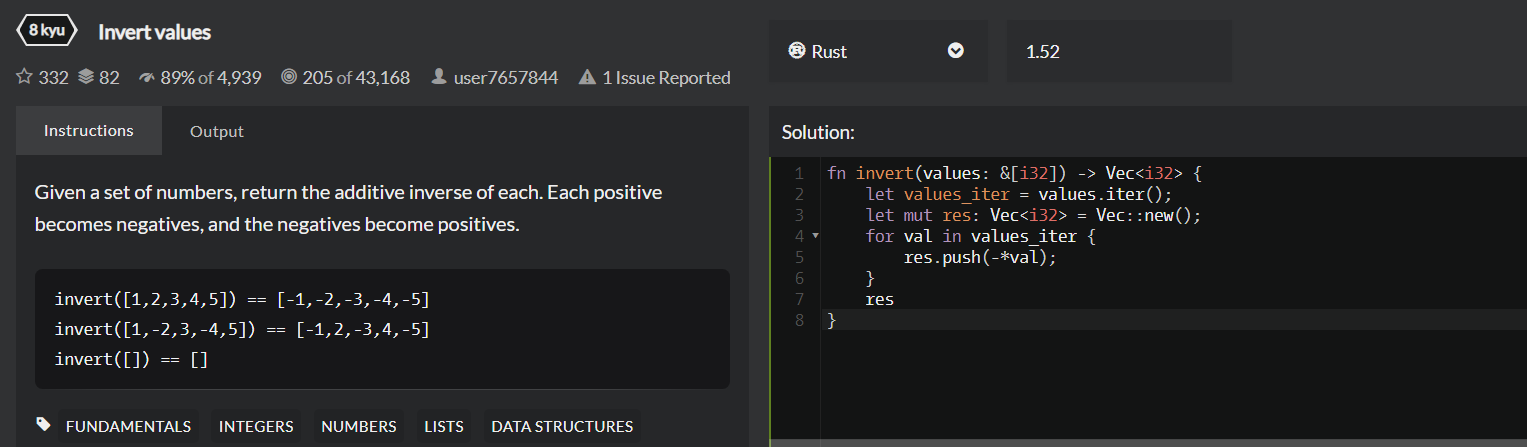 8 kyu Invert values
332 82 89% of 4,939 205 of 43,168 user7657844 1 Issue Reported
Instructions Output
Given a set of numbers, return the additive inverse of each. Each positive
becomes negatives, and the negatives become positives.
invert([1,2,3,4,5]) == [-1,-2,-3,-4,-5]
invert([1,-2,3,-4,5]) == [-1,2,-3,4,-5]
invert([]) == []
FUNDAMENTALS INTEGERS NUMBERS LISTS DATA STRUCTURES
Rust 1.52
Solution:
1 fn invert(values: &[i32]) -> Vec<i32> {
2     let values_iter = values.iter();
3     let mut res: Vec<i32> = Vec::new();
4     for val in values_iter {
5         res.push(-*val);
6     }
7     res
8 }